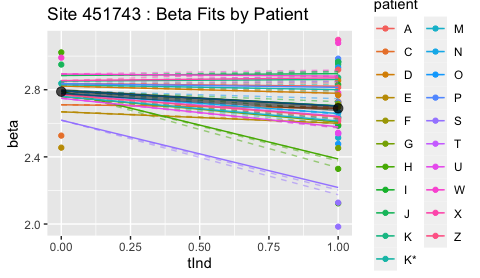 Site 451743 : Beta Fits by Patient
beta
2.8
2.4
2.0
0.00 0.25 0.50 0.75 1.00
tInd
patient
A M
C N
D O
E P
F S
G T
H U
I W
J X
K Z
K*